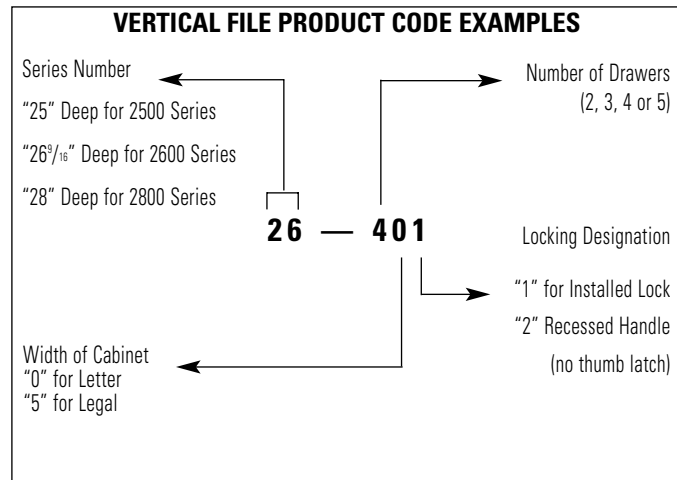 VERTICAL FILE PRODUCT CODE EXAMPLES
Series Number
“25” Deep for 2500 Series
“26 9/16” Deep for 2600 Series
“28” Deep for 2800 Series
Number of Drawers
(2, 3, 4 or 5)
26 — 401
Locking Designation
“1” for Installed Lock
“2” Recessed Handle
(no thumb latch)
Width of Cabinet
“0” for Letter
“5” for Legal